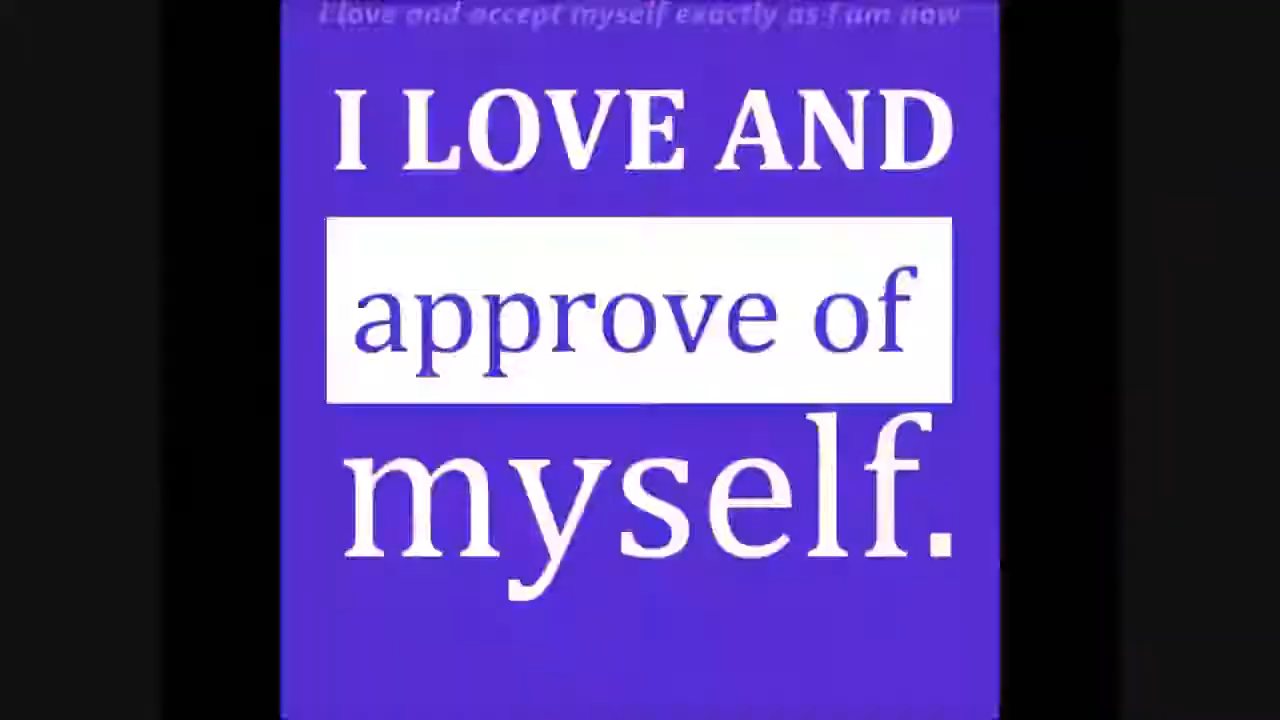 I love and accept myself exactly as I am now
I LOVE AND
approve of
myself.